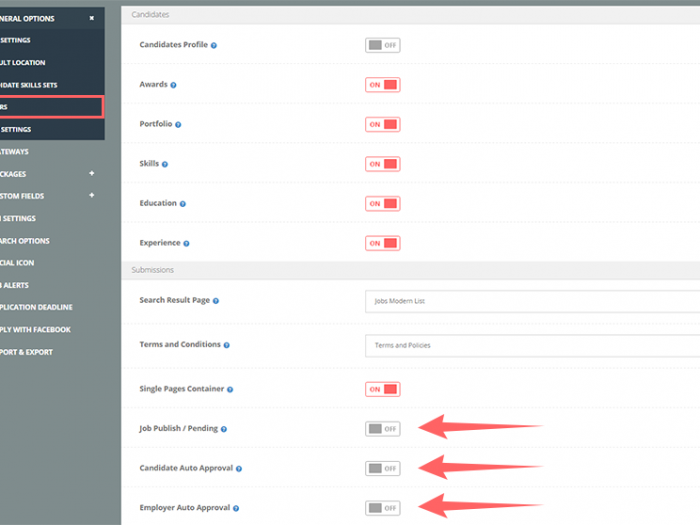 NERAL OPTIONS
SETTINGS
ULT LOCATION
IDATE SKILLS SETS
RS
SETTINGS
TEWAYS
CKAGES
STOM FIELDS
I SETTINGS
ARCH OPTIONS
CIAL ICON
B ALERTS
PLICATION DEADLINE
PLY WITH FACEBOOK
PORT & EXPORT
Candidates
Candidates Profile ? OFF
Awards ? ON
Portfolio ? ON
Skills ? ON
Education ? ON
Experience ? ON
Submissions
Search Result Page ? Jobs Modern List
Terms and Conditions ? Terms and Policies
Single Pages Container ? ON
Job Publish / Pending ? OFF
Candidate Auto Approval ? OFF
Employer Auto Approval ? OFF